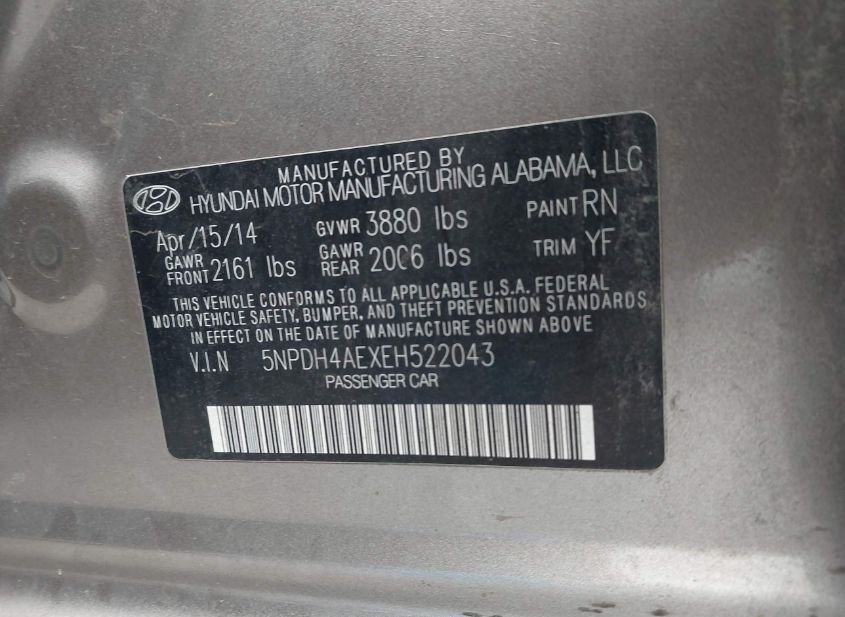 MANUFACTURED BY
HYUNDAI MOTOR MANUFACTURING ALABAMA, LLC
Apr/15/14 GVWR 3880 lbs PAINT RN
GAWR FRONT 2161 lbs GAWR REAR 2006 lbs TRIM YF
THIS VEHICLE CONFORMS TO ALL APPLICABLE U.S.A. FEDERAL
MOTOR VEHICLE SAFETY, BUMPER, AND THEFT PREVENTION STANDARDS
IN EFFECT ON THE DATE OF MANUFACTURE SHOWN ABOVE
V.I.N 5NPDH4AEXEH522043
PASSENGER CAR